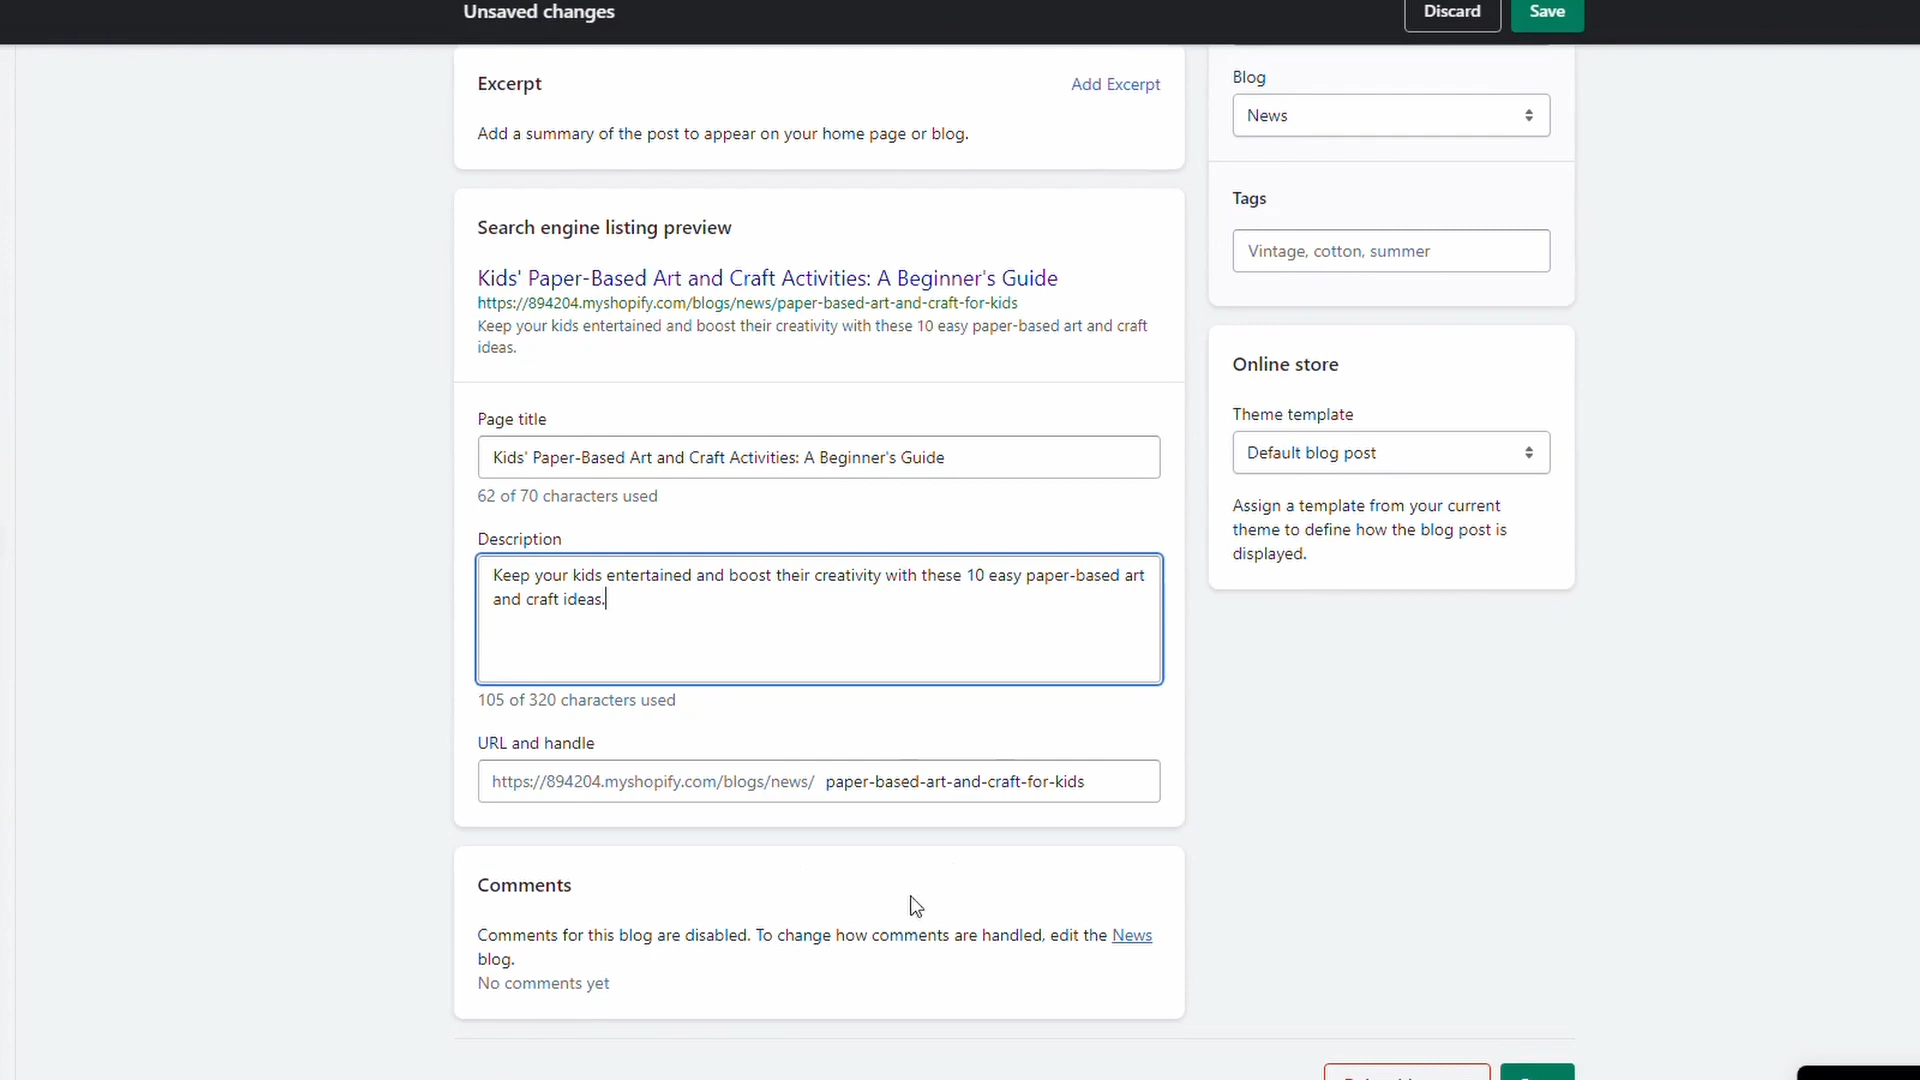 Unsaved changes
Discard
Save
Excerpt
Add Excerpt
Add a summary of the post to appear on your home page or blog.
Search engine listing preview
Kids' Paper-Based Art and Craft Activities: A Beginner's Guide
https://894204.myshopify.com/blogs/news/paper-based-art-and-craft-for-kids
Keep your kids entertained and boost their creativity with these 10 easy paper-based art and craft
ideas.
Page title
Kids' Paper-Based Art and Craft Activities: A Beginner's Guide
62 of 70 characters used
Description
Keep your kids entertained and boost their creativity with these 10 easy paper-based art
and craft ideas.
105 of 320 characters used
URL and handle
https://894204.myshopify.com/blogs/news/ paper-based-art-and-craft-for-kids
Comments
Comments for this blog are disabled. To change how comments are handled, edit the News
blog.
No comments yet
Blog
News
Tags
Vintage, cotton, summer
Online store
Theme template
Default blog post
Assign a template from your current
theme to define how the blog post is
displayed.